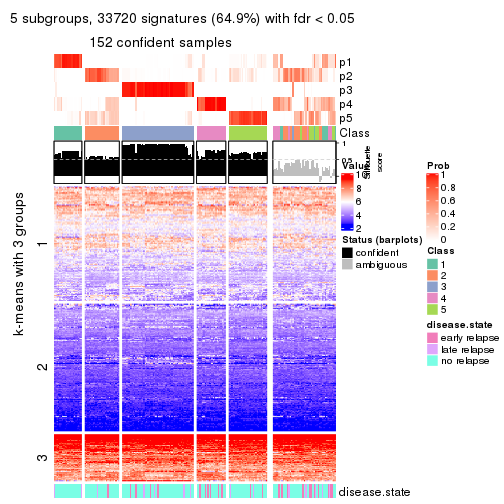 5 subgroups, 33720 signatures (64.9%) with fdr < 0.05
152 confident samples
p1
p2
p3
p4
p5
Class
1
0.5
Silhouette
score
Value
10
8
6
4
2
Status (barplots)
confident
ambiguous
Prob
1
0.8
0.6
0.4
0.2
0
Class
1
2
3
4
5
disease.state
early relapse
late relapse
no relapse
k-means with 3 groups
1
2
3
disease.state